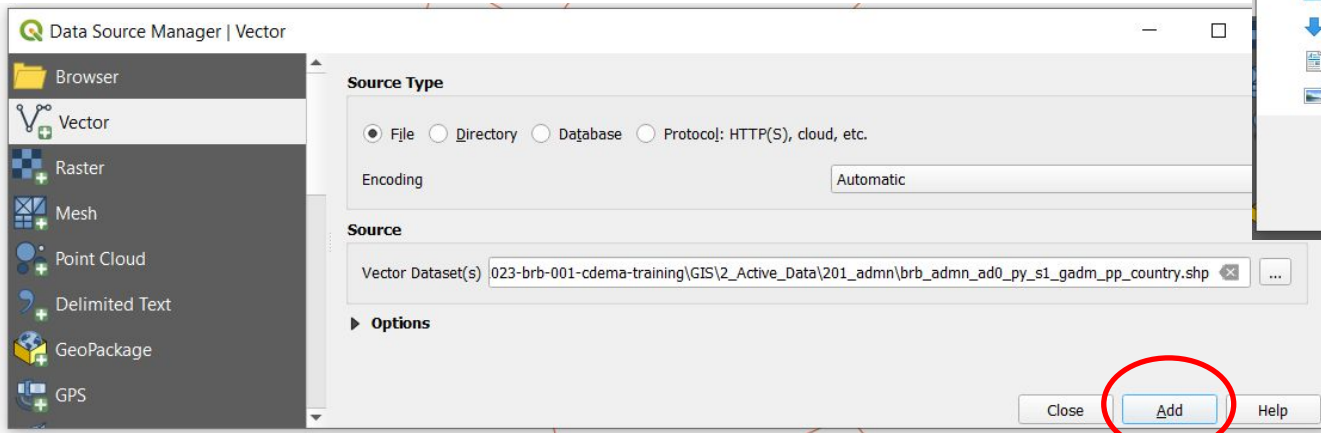 Data Source Manager | Vector
Browser
Vector
Raster
Mesh
Point Cloud
Delimited Text
GeoPackage
GPS
Source Type
File Directory Database Protocol: HTTP(S), cloud, etc.
Encoding Automatic
Source
Vector Dataset(s) 023-brb-001-cdema-training\GIS\2_Active_Data\201_admn\brb_admn_ad0_py_s1_gadm_pp_country.shp ...
Options
Close Add Help